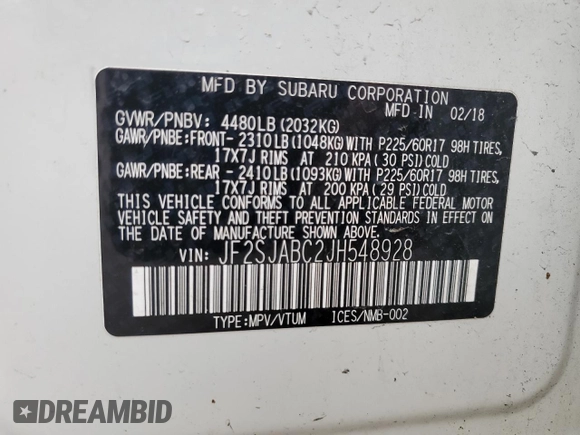 MFD BY SUBARU CORPORATION
MFD IN 02/18
GVWR/PNBV: 4480LB(2032KG)
GAWR/PNBE:FRONT-2310LB(1048KG)WITH P225/60R17 98H TIRES,
17X7J RIMS AT 210 KPA(30 PSI)COLD
GAWR/PNBE:REAR -2410LB(1093KG)WITH P225/60R17 98H TIRES,
17X7J RIMS AT 200 KPA(29 PSI)COLD
THIS VEHICLE CONFORMS TO ALL APPLICABLE FEDERAL MOTOR
VEHICLE SAFETY AND THEFT PREVENTION STANDARDS IN EFFECT ON
THE DATE OF MANUFACTURE SHOWN ABOVE.
VIN: JF2SJABC2JH548928
TYPE:MPV/VTUM ICES/NMB-002
DREAMBID